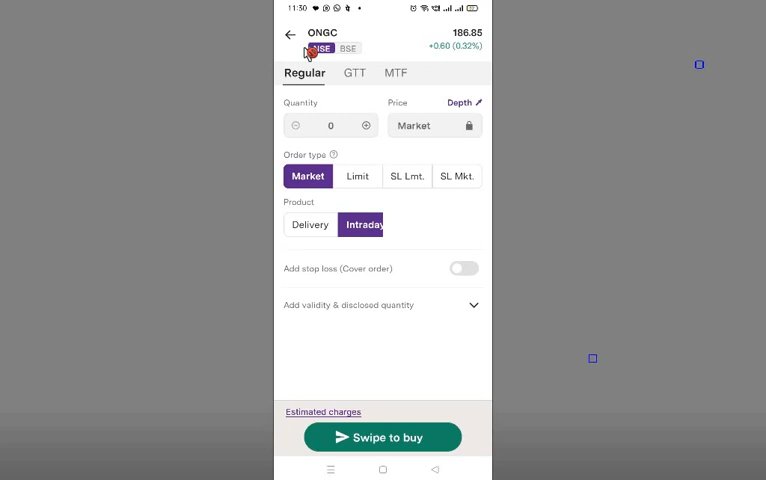 11:30
ONGC 186.85
NSE BSE +0.60 (0.32%)
Regular GTT MTF
Quantity Price Depth
0 Market
Order type
Market Limit SL Lmt. SL Mkt.
Product
Delivery Intraday
Add stop loss (Cover order)
Add validity & disclosed quantity
Estimated charges
Swipe to buy